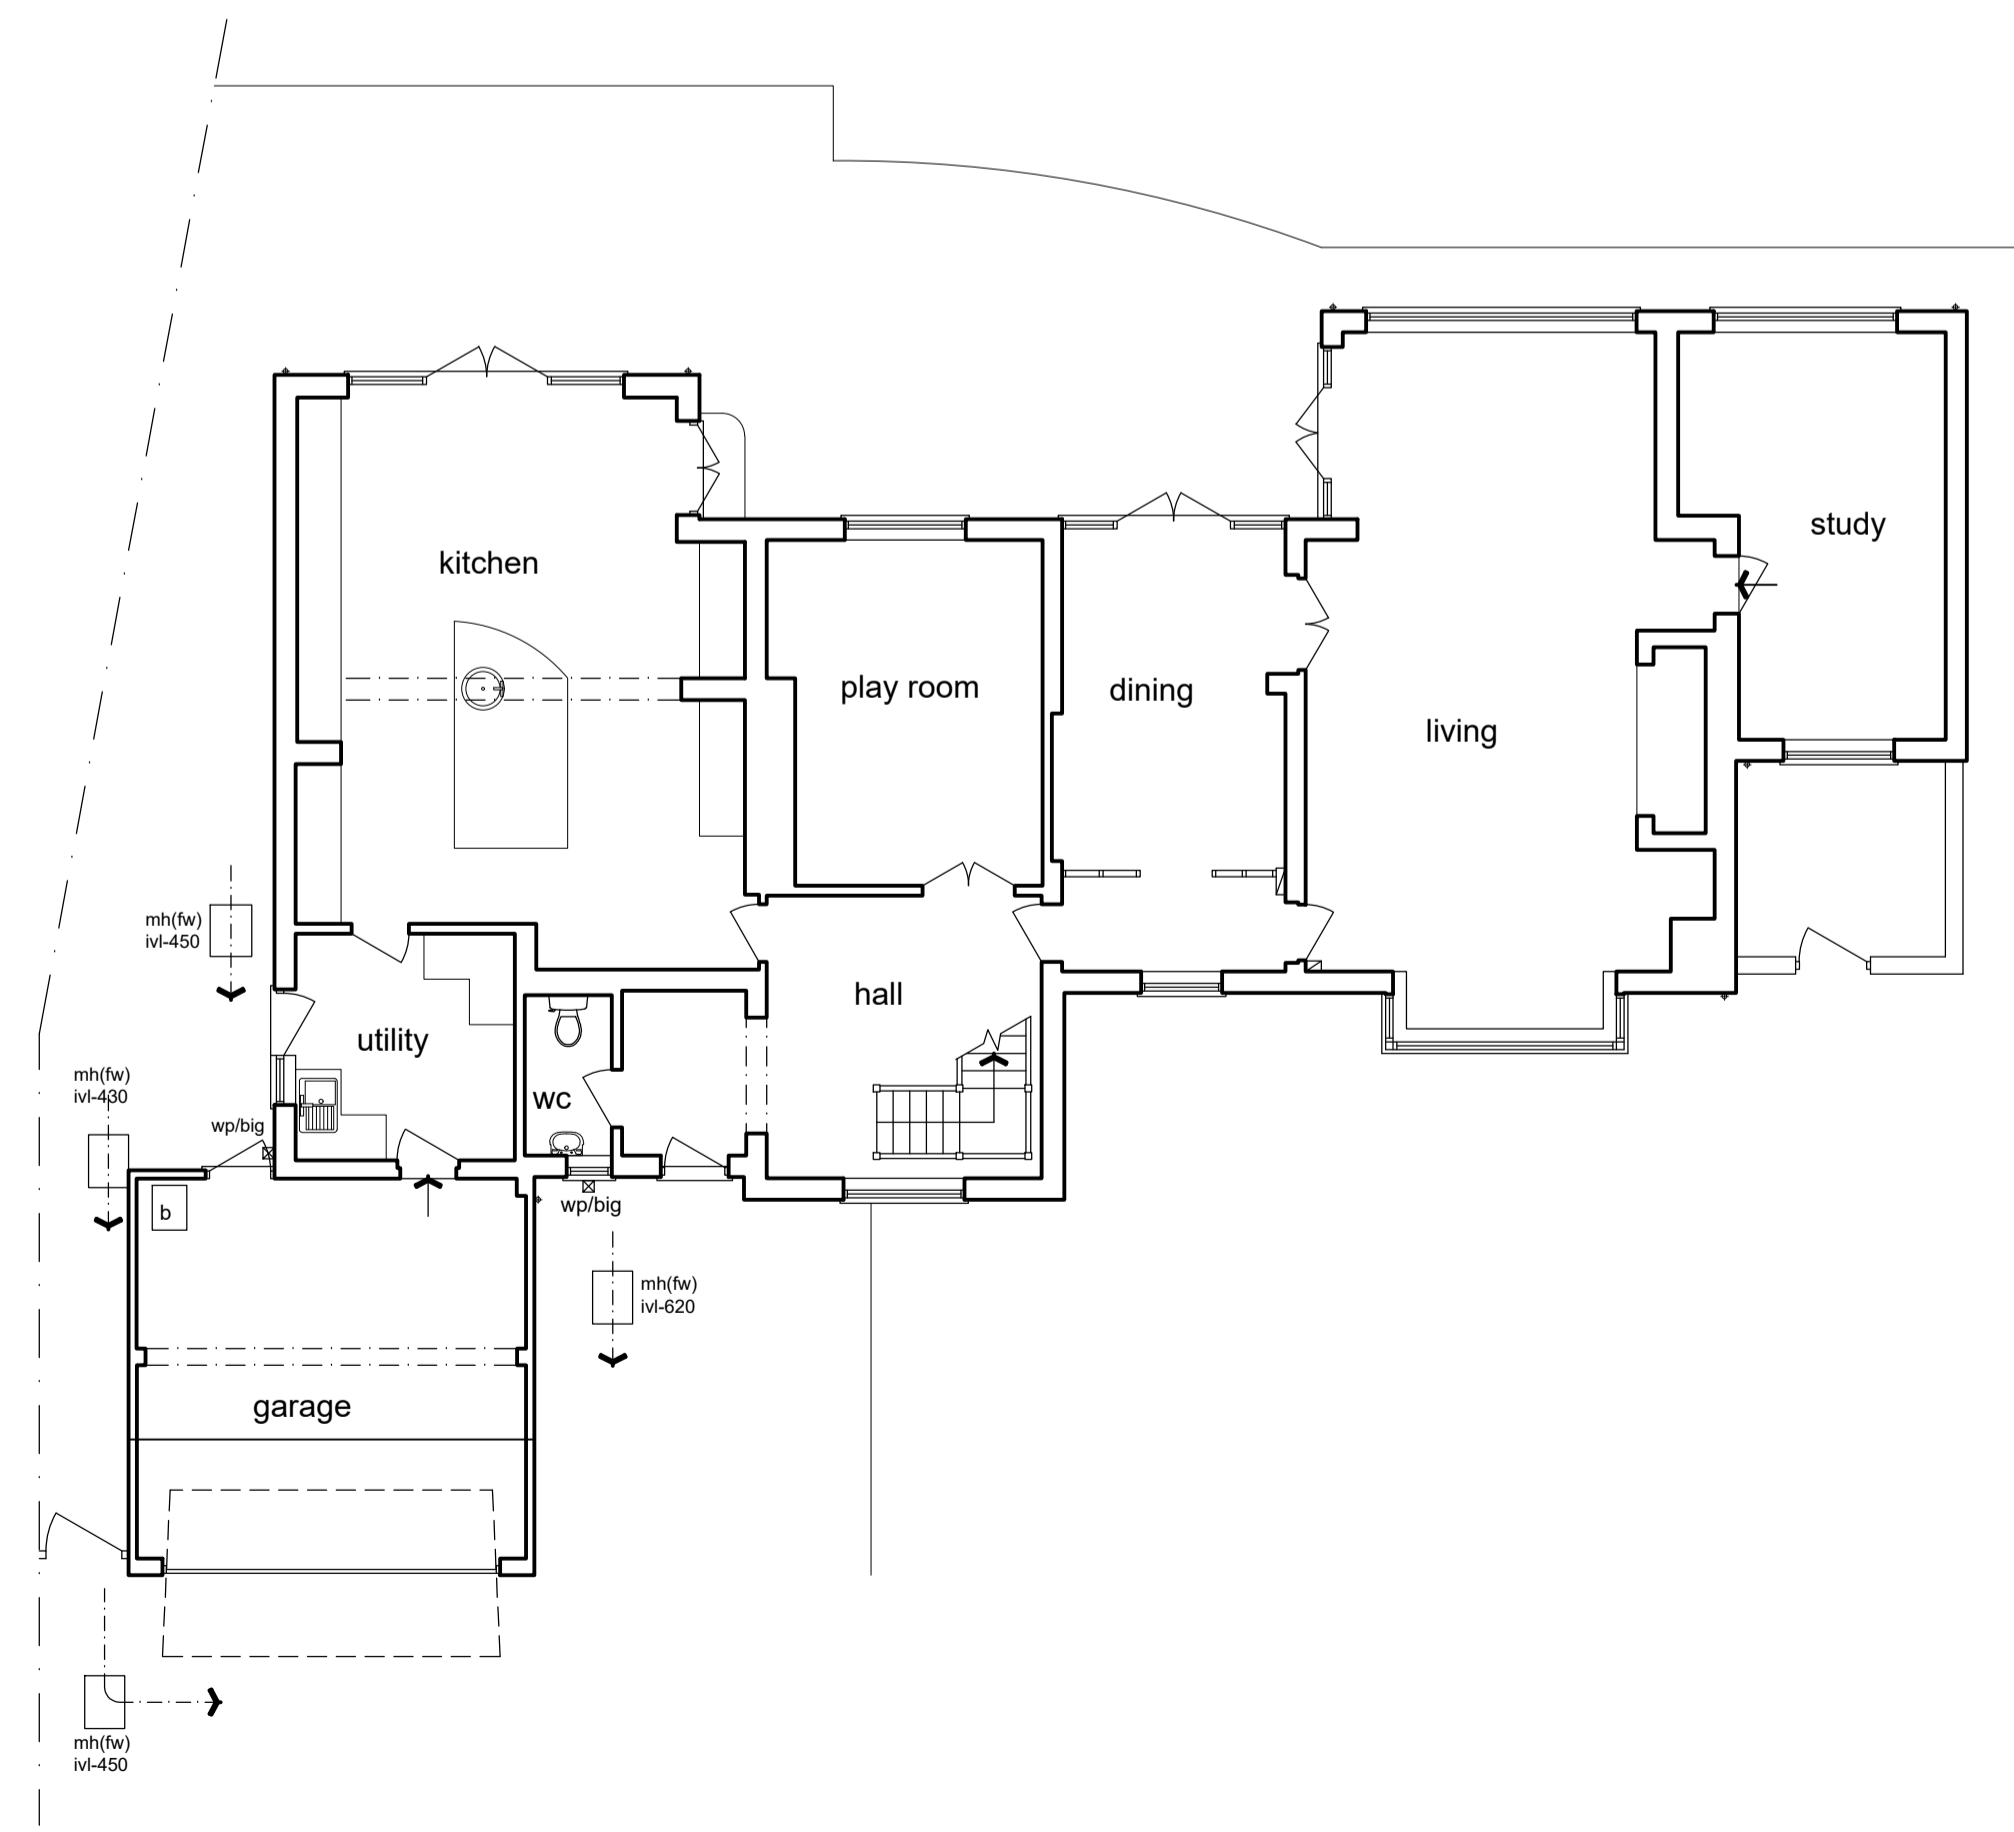 study
kitchen
play room
dining
living
mh(fw)
ivl-450
hall
utility
mh(fw)
ivl-430
wc
wp/big
wp/big
b
mh(fw)
ivl-620
garage
mh(fw)
ivl-450